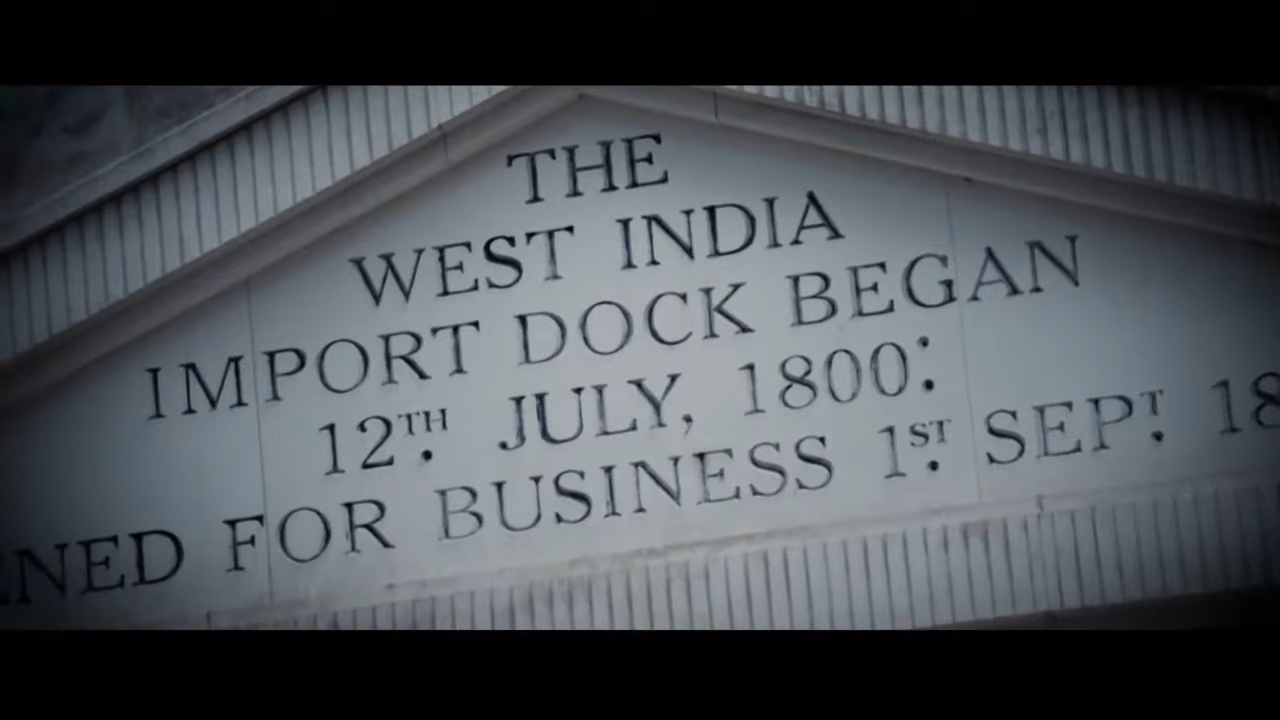 THE
WEST INDIA
IMPORT DOCK BEGAN
12TH. JULY, 1800:
FOR BUSINESS 1ST. SEPT.